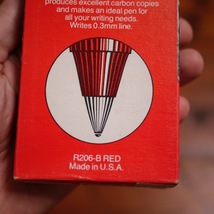 produces excellent carbon copies
and makes an ideal pen for
all your writing needs.
Writes 0.3mm line.
R206-B RED
Made in U.S.A.